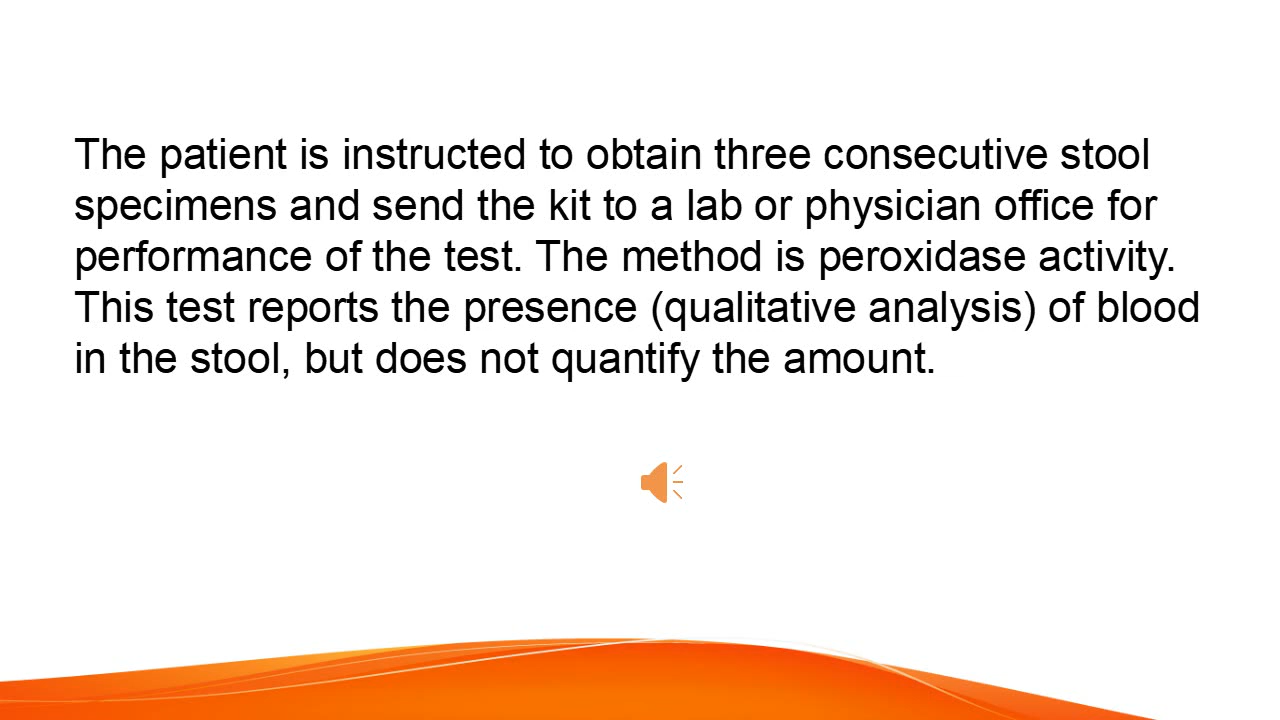 The patient is instructed to obtain three consecutive stool
specimens and send the kit to a lab or physician office for
performance of the test. The method is peroxidase activity.
This test reports the presence (qualitative analysis) of blood
in the stool, but does not quantify the amount.